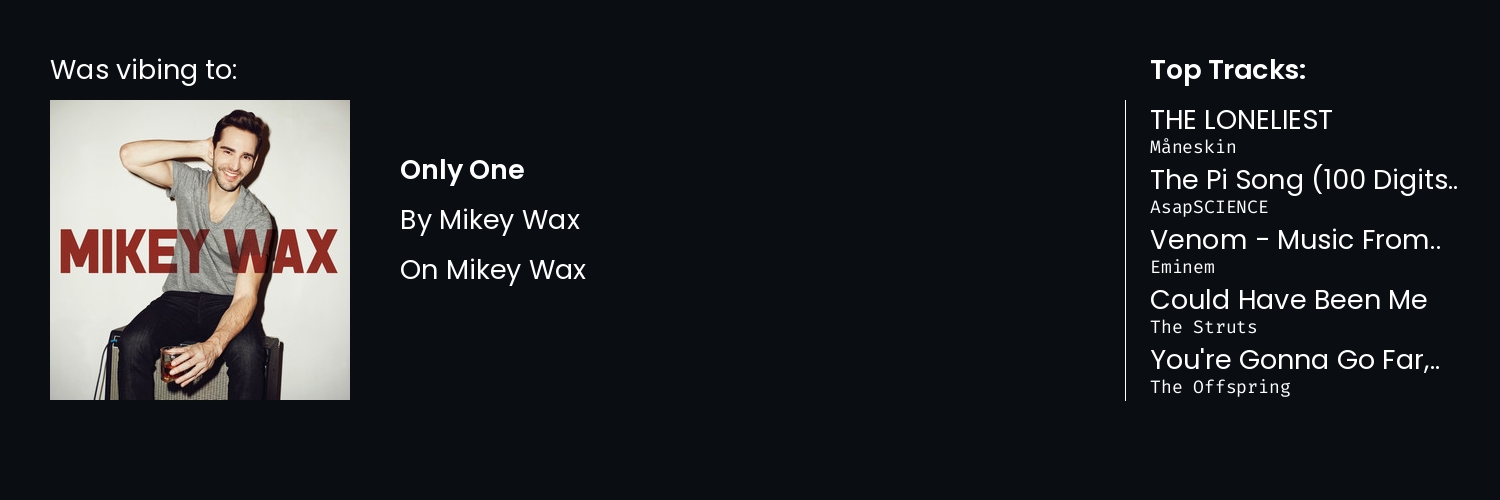 Was vibing to:
MIKEY WAX
Only One
By Mikey Wax
On Mikey Wax
Top Tracks:
THE LONELIEST
Måneskin
The Pi Song (100 Digits..
AsapSCIENCE
Venom - Music From..
Eminem
Could Have Been Me
The Struts
You're Gonna Go Far,..
The Offspring